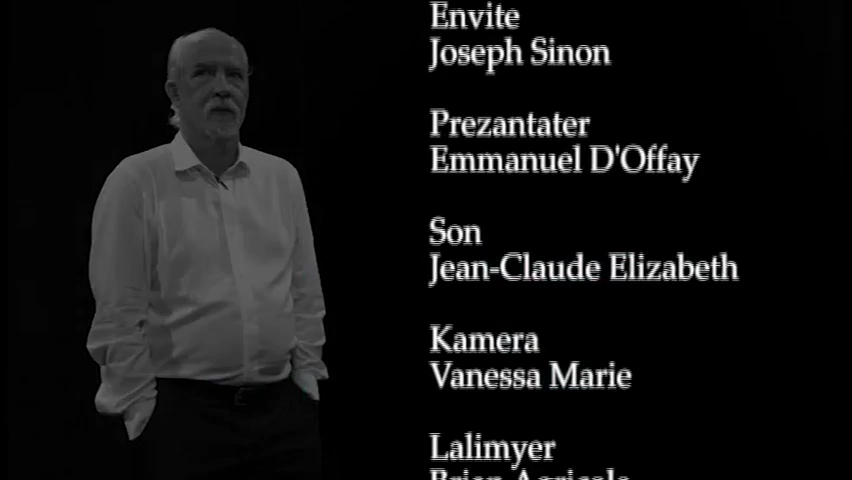 Envite
Joseph Sinon
Prezantater
Emmanuel D'Offay
Son
Jean-Claude Elizabeth
Kamera
Vanessa Marie
Lalimyer